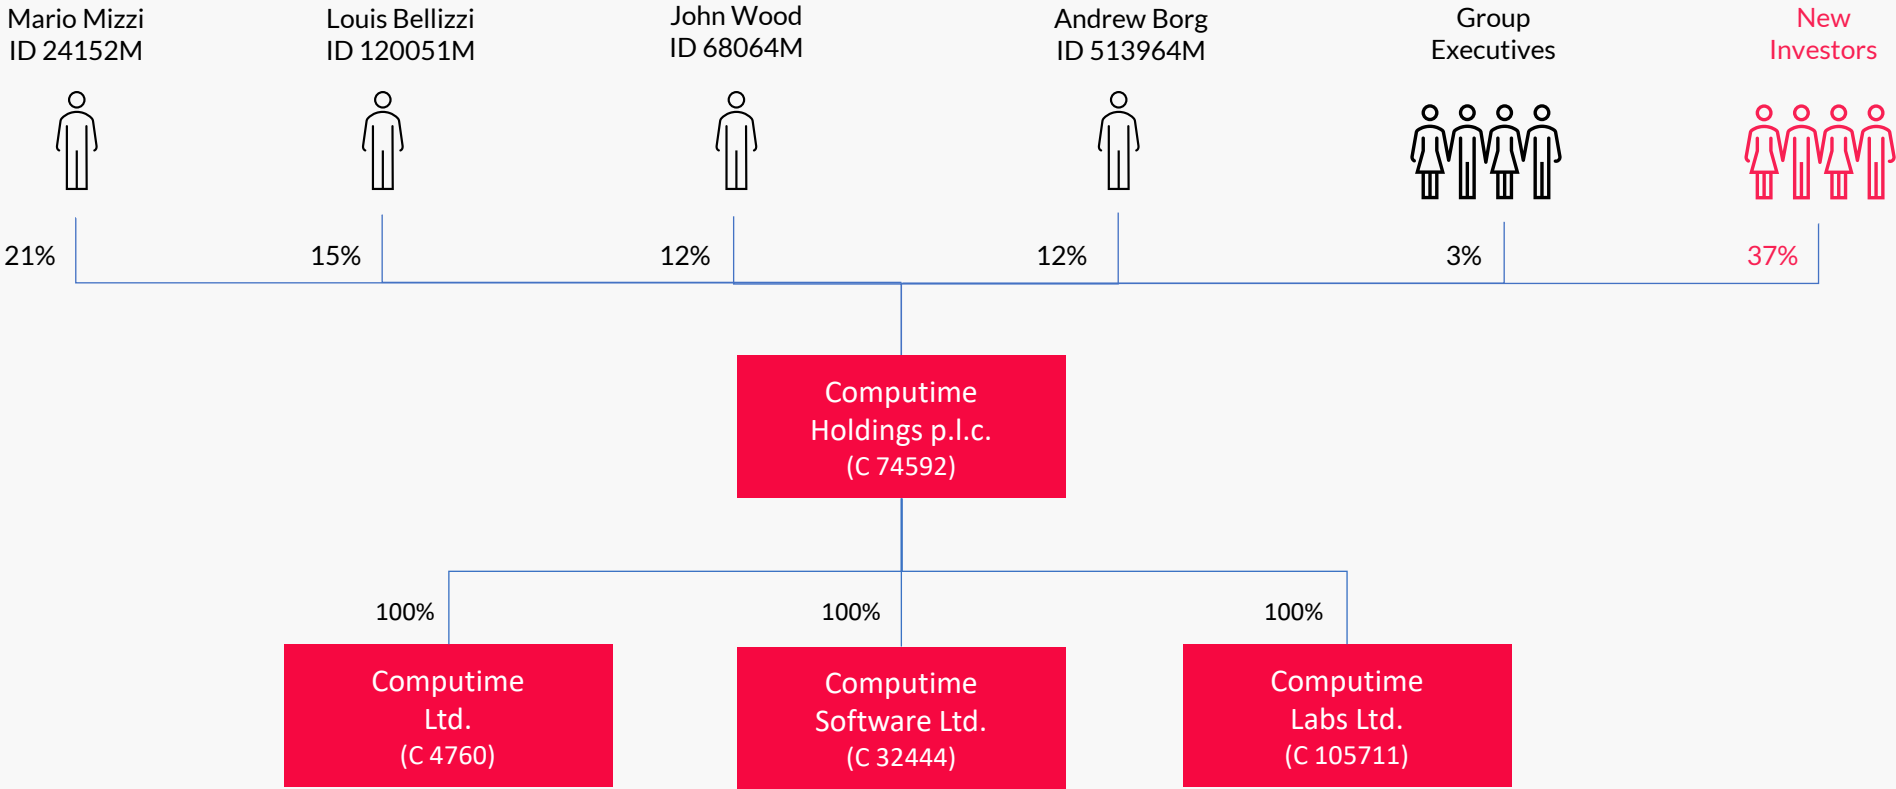 Mario Mizzi
ID 24152M
Louis Bellizzi
ID 120051M
John Wood
ID 68064M
Andrew Borg
ID 513964M
Group
Executives
New
Investors
21%
15%
12%
12%
3%
37%
Computime
Holdings p.l.c.
(C 74592)
100%
100%
100%
Computime
Ltd.
(C 4760)
Computime
Software Ltd.
(C 32444)
Computime
Labs Ltd.
(C 105711)